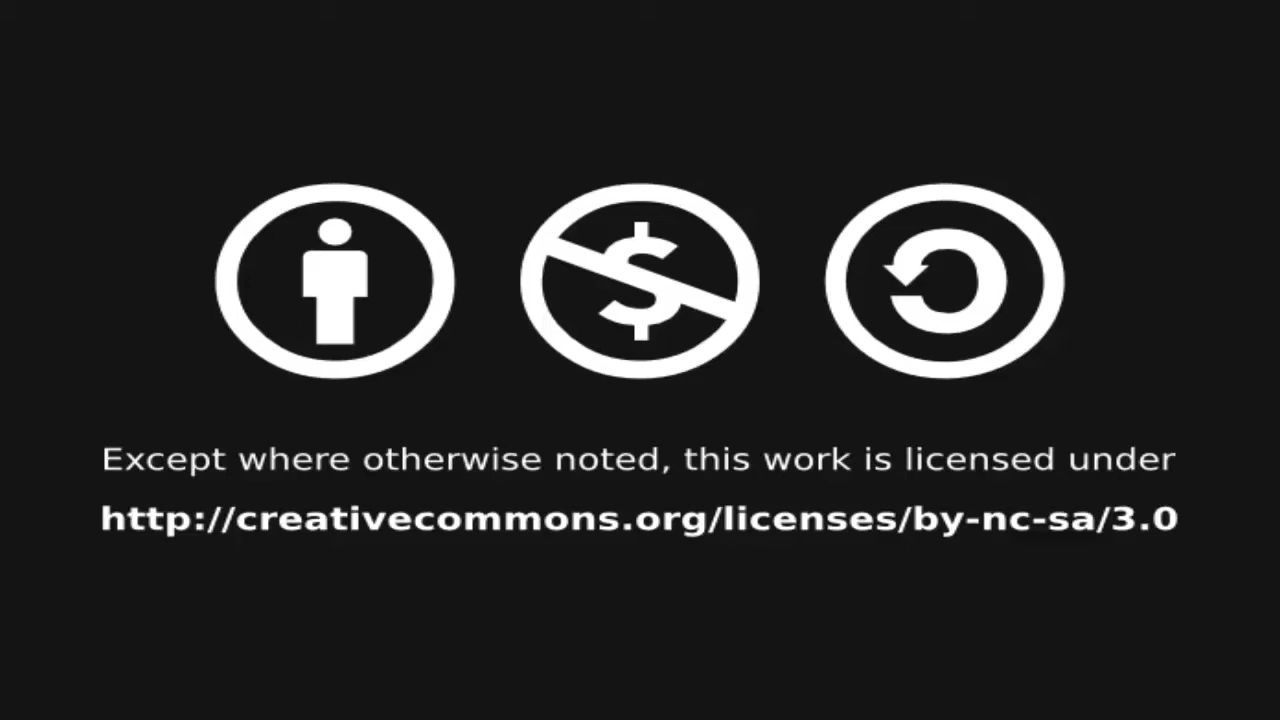 Except where otherwise noted, this work is licensed under
http://creativecommons.org/licenses/by-nc-sa/3.0